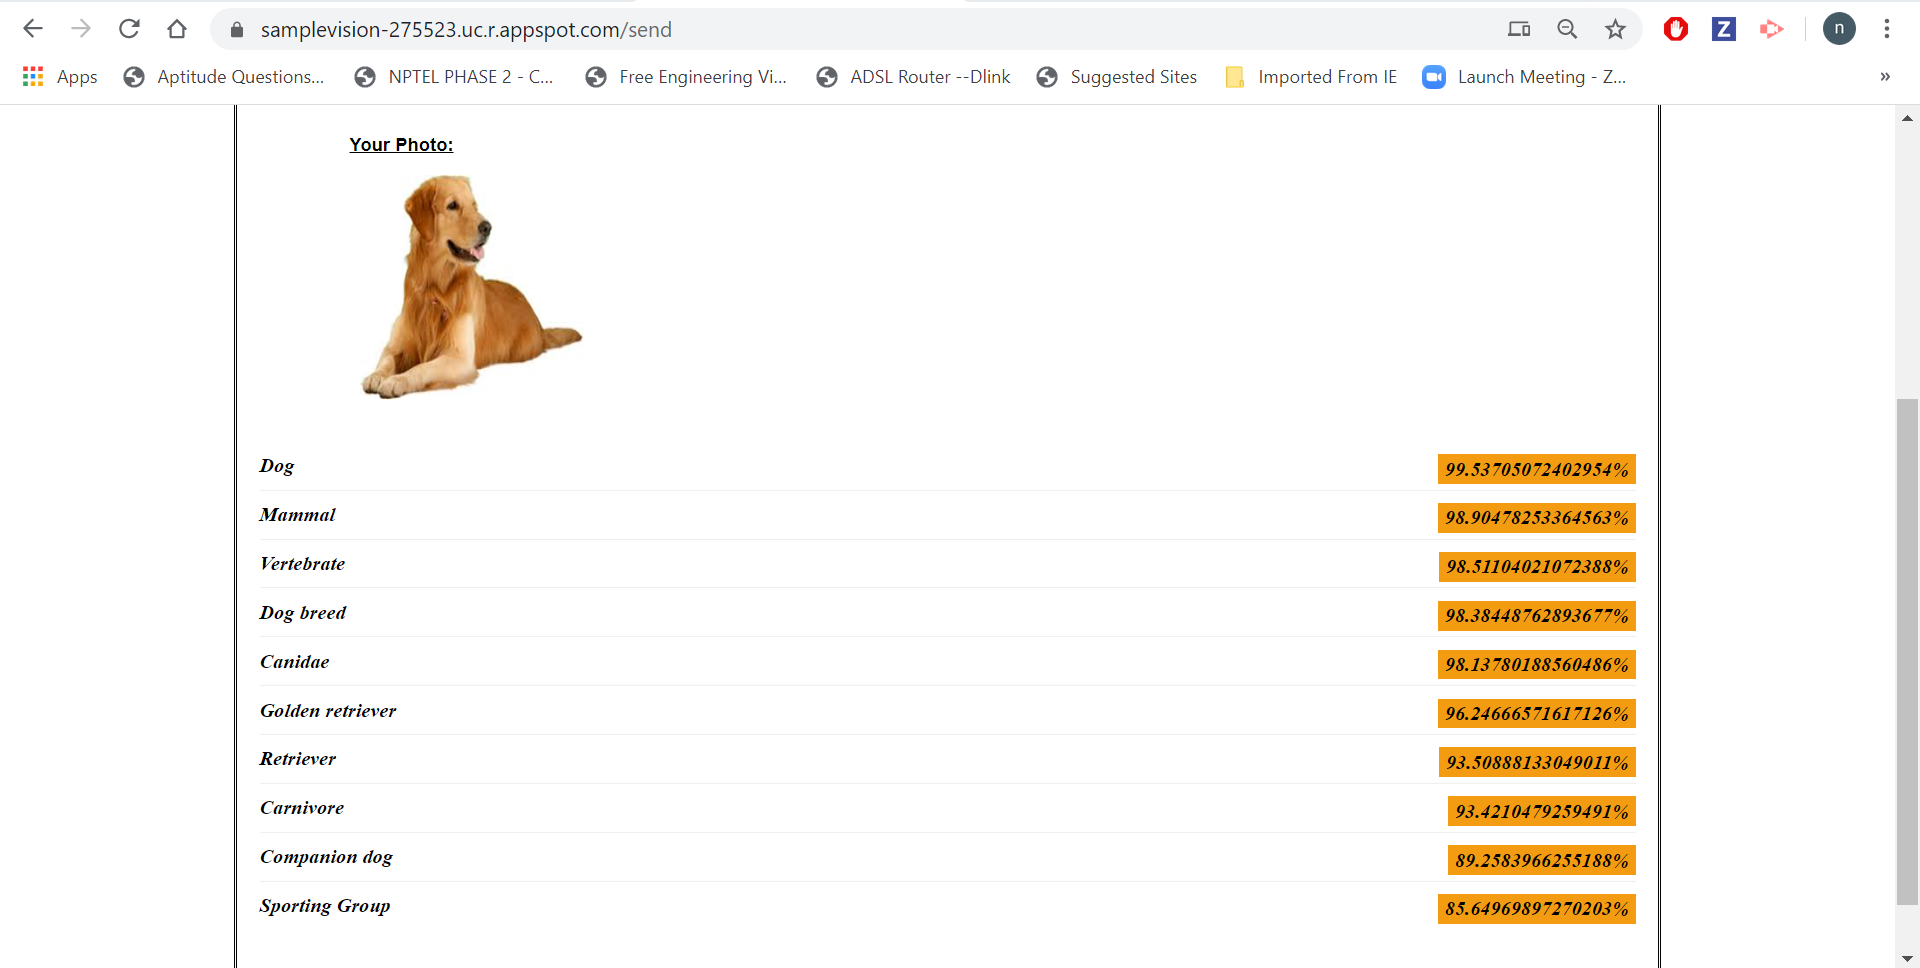 samplevision-275523.uc.r.appspot.com/send
n
Apps Aptitude Questions... NPTEL PHASE 2 - C... Free Engineering Vi... ADSL Router --Dlink Suggested Sites Imported From IE Launch Meeting - Z... »
Your Photo:
Dog 99.53705072402954%
Mammal 98.90478253364563%
Vertebrate 98.51104021072388%
Dog breed 98.38448762893677%
Canidae 98.13780188560486%
Golden retriever 96.24666571617126%
Retriever 93.50888133049011%
Carnivore 93.4210479259491%
Companion dog 89.2583966255188%
Sporting Group 85.64969897270203%